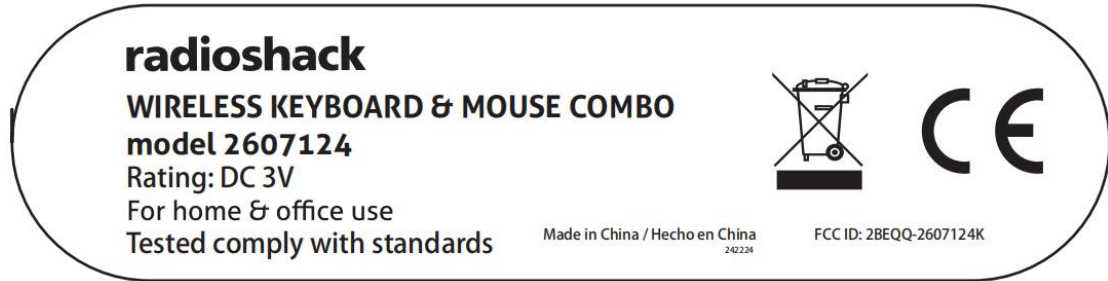 radioshack
WIRELESS KEYBOARD & MOUSE COMBO
model 2607124
Rating: DC 3V
For home & office use
Tested comply with standards
Made in China / Hecho en China
242224
FCC ID: 2BEQQ-2607124K
CE